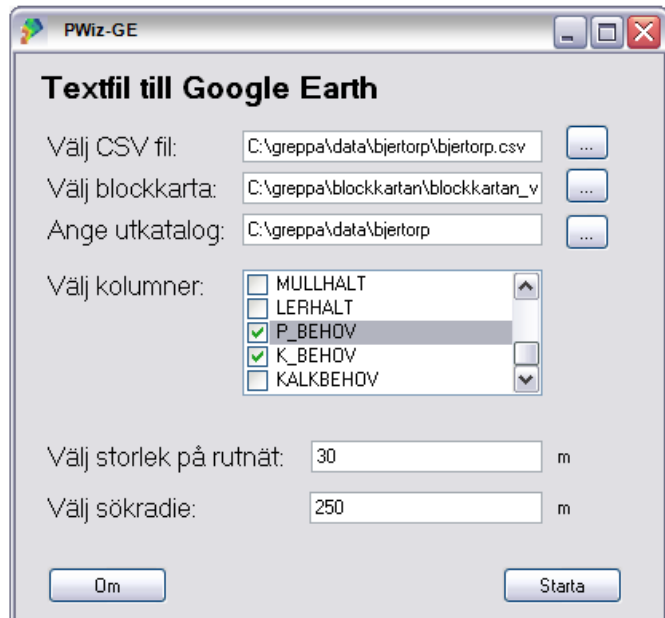 PWiz-GE
Textfil till Google Earth
Välj CSV fil: C:\greppa\data\bjertorp\bjertorp.csv ...
Välj blockkarta: C:\greppa\blockkartan\blockkartan_v ...
Ange utkatalog: C:\greppa\data\bjertorp ...
Välj kolumner: MULLHALT
LERHALT
P_BEHOV
K_BEHOV
KALKBEHOV
Välj storlek på rutnät: 30 m
Välj sökradie: 250 m
Om Starta